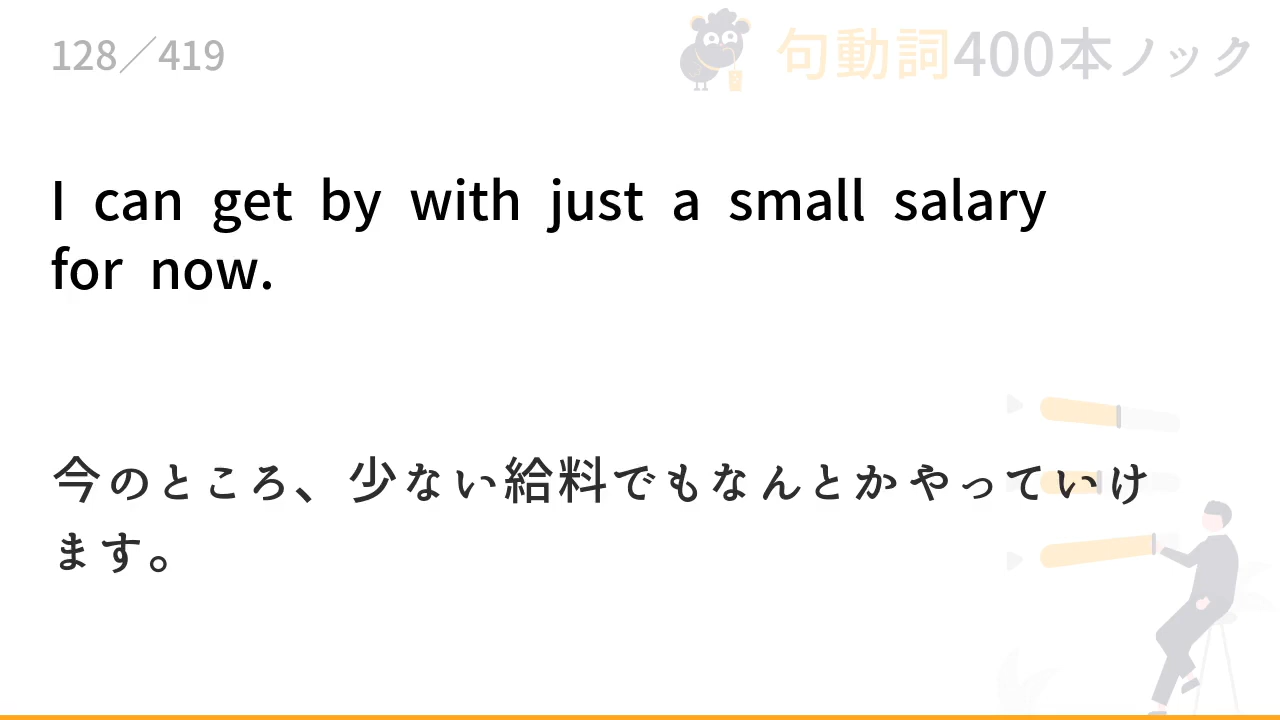 128／419
句動詞400本ノック
I can get by with just a small salary
for now.
今のところ、少ない給料でもなんとかやっていけ
ます。